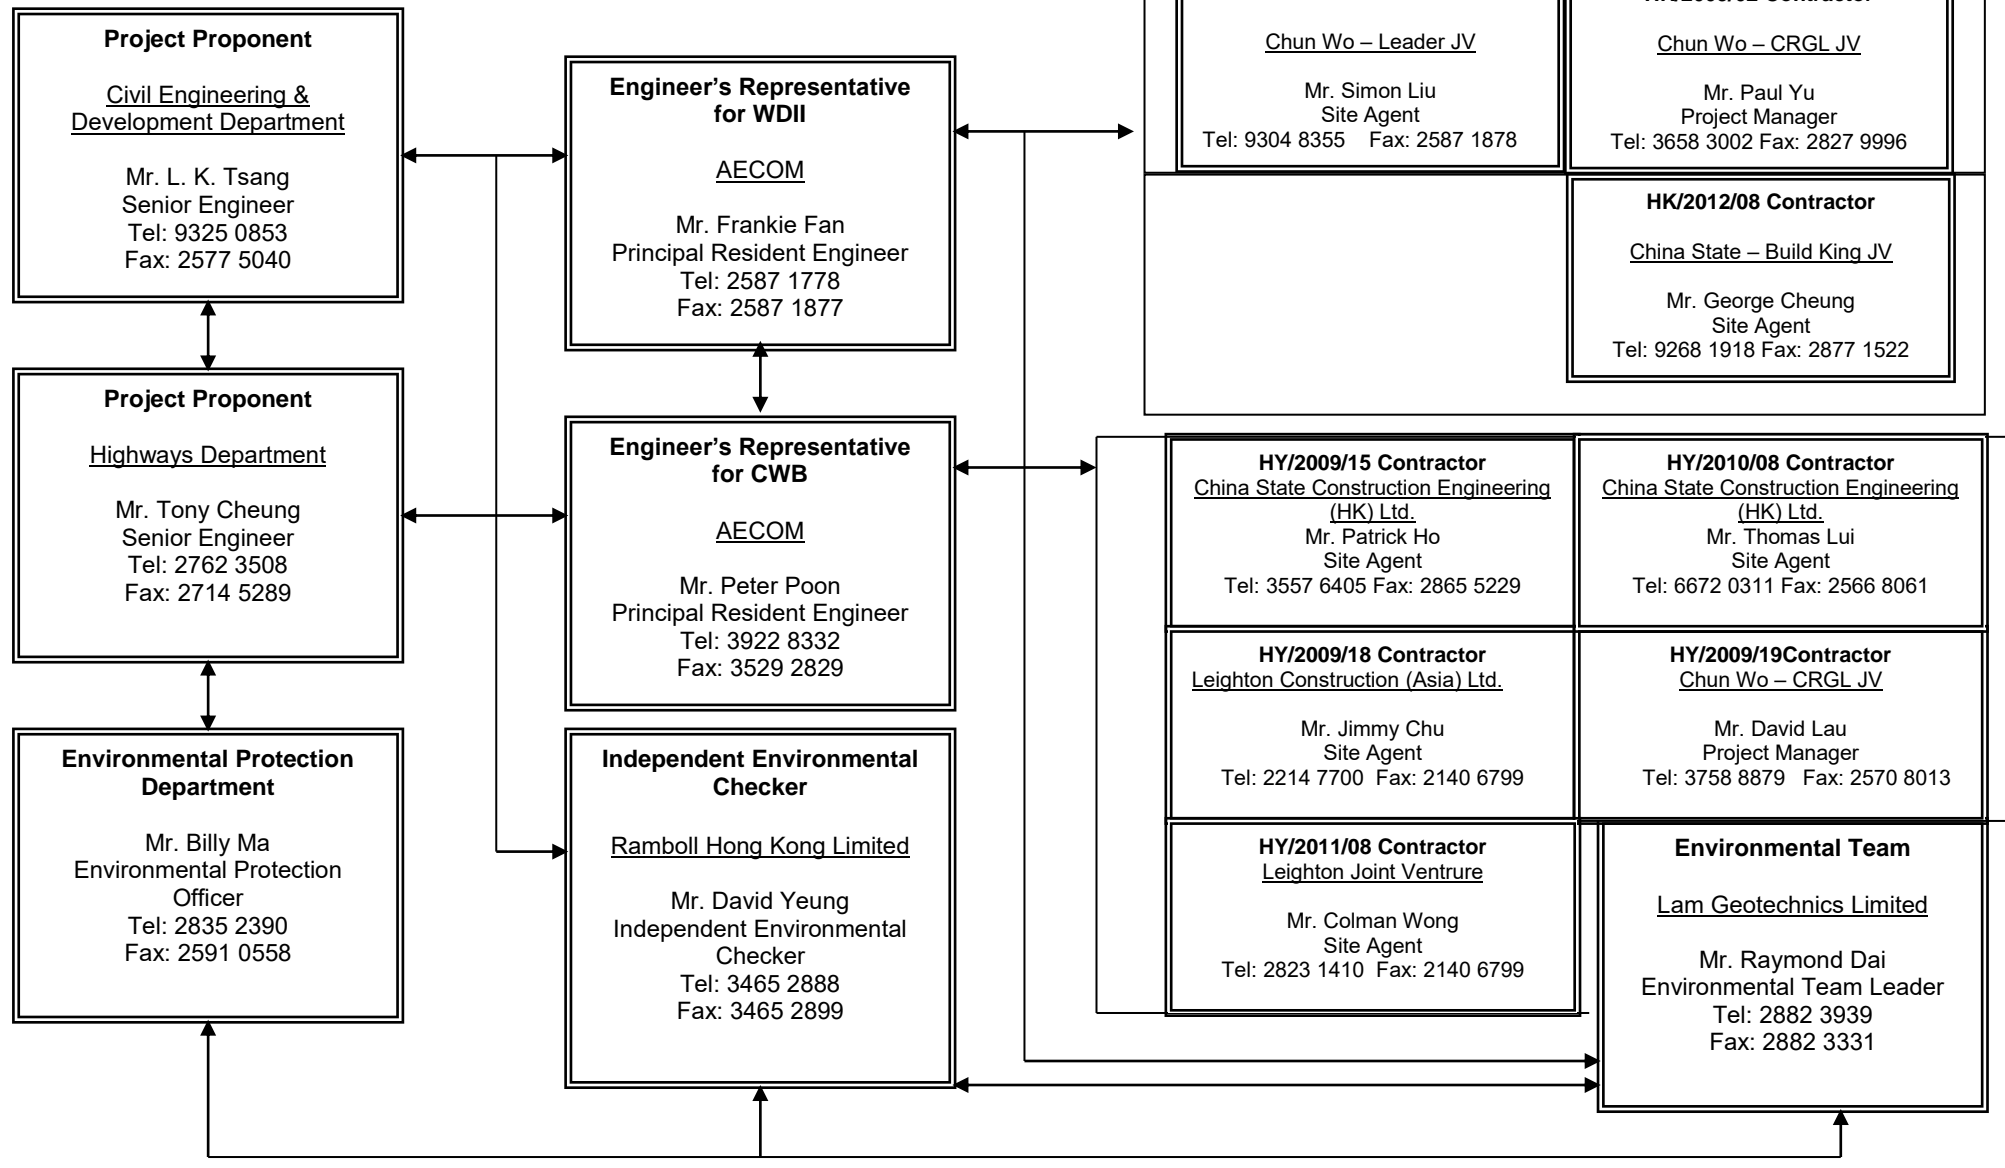 Project Proponent
Civil Engineering &
Development Department
Mr. L. K. Tsang
Senior Engineer
Tel: 9325 0853
Fax: 2577 5040
Project Proponent
Highways Department
Mr. Tony Cheung
Senior Engineer
Tel: 2762 3508
Fax: 2714 5289
Environmental Protection
Department
Mr. Billy Ma
Environmental Protection
Officer
Tel: 2835 2390
Fax: 2591 0558
Engineer’s Representative
for WDII
AECOM
Mr. Frankie Fan
Principal Resident Engineer
Tel: 2587 1778
Fax: 2587 1877
Engineer’s Representative
for CWB
AECOM
Mr. Peter Poon
Principal Resident Engineer
Tel: 3922 8332
Fax: 3529 2829
Independent Environmental
Checker
Ramboll Hong Kong Limited
Mr. David Yeung
Independent Environmental
Checker
Tel: 3465 2888
Fax: 3465 2899
Chun Wo – Leader JV
Mr. Simon Liu
Site Agent
Tel: 9304 8355 Fax: 2587 1878
Contractor
Chun Wo – CRGL JV
Mr. Paul Yu
Project Manager
Tel: 3658 3002 Fax: 2827 9996
HK/2012/08 Contractor
China State – Build King JV
Mr. George Cheung
Site Agent
Tel: 9268 1918 Fax: 2877 1522
HY/2009/15 Contractor
China State Construction Engineering
(HK) Ltd.
Mr. Patrick Ho
Site Agent
Tel: 3557 6405 Fax: 2865 5229
HY/2010/08 Contractor
China State Construction Engineering
(HK) Ltd.
Mr. Thomas Lui
Site Agent
Tel: 6672 0311 Fax: 2566 8061
HY/2009/18 Contractor
Leighton Construction (Asia) Ltd.
Mr. Jimmy Chu
Site Agent
Tel: 2214 7700 Fax: 2140 6799
HY/2009/19Contractor
Chun Wo – CRGL JV
Mr. David Lau
Project Manager
Tel: 3758 8879 Fax: 2570 8013
HY/2011/08 Contractor
Leighton Joint Ventrure
Mr. Colman Wong
Site Agent
Tel: 2823 1410 Fax: 2140 6799
Environmental Team
Lam Geotechnics Limited
Mr. Raymond Dai
Environmental Team Leader
Tel: 2882 3939
Fax: 2882 3331